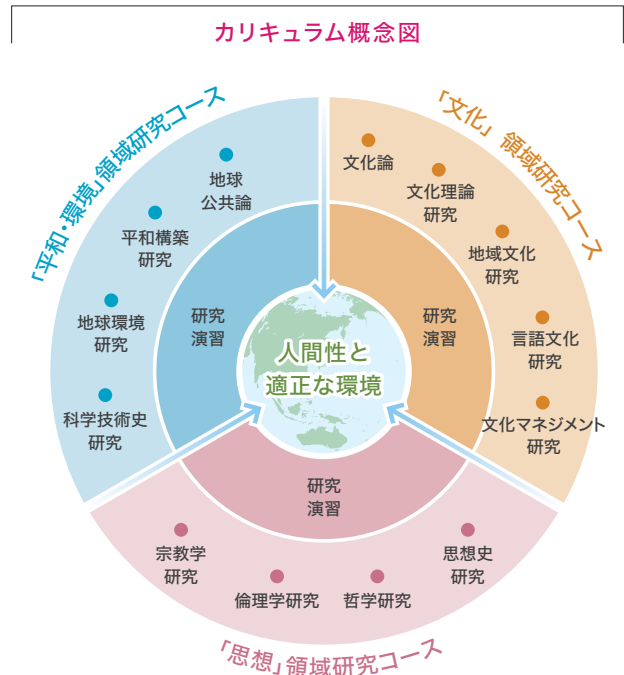 カリキュラム概念図
「平和・環境」領域研究コース
地球
公共論
平和構築
研究
地球環境
研究
科学技術史
研究
研究
演習
「文化」領域研究コース
文化論
文化理論
研究
地域文化
研究
言語文化
研究
文化マネジメント
研究
研究
演習
人間性と
適正な環境
研究
演習
宗教学
研究
倫理学研究
哲学研究
思想史
研究
「思想」領域研究コース